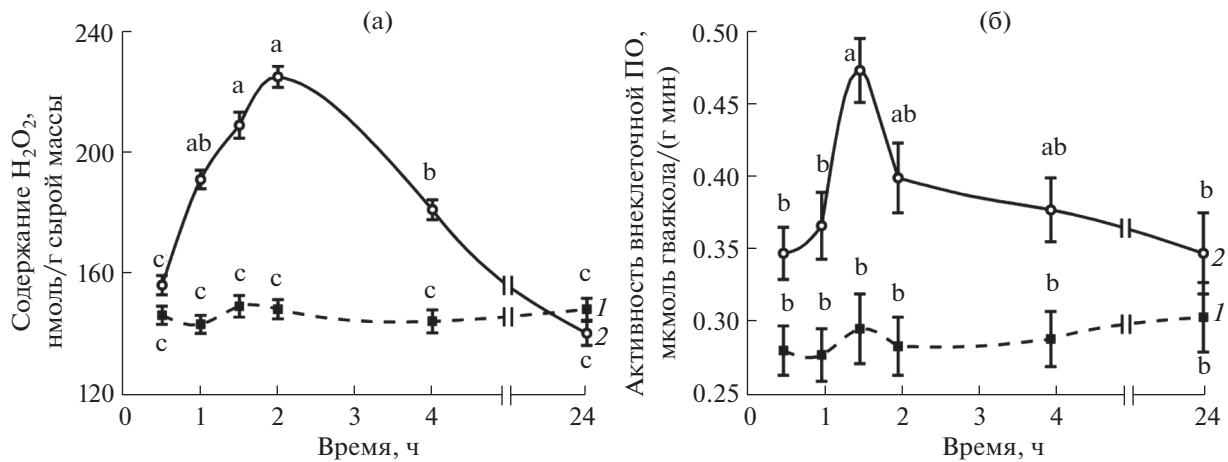 (а)
Содержание H₂O₂,
нмоль/г сырой массы
240
200
160
120
a
a
ab
b
c
c
c
c
c
c
c
c
1
2
0
1
2
3
4
24
Время, ч
(б)
Активность внеклеточной ПО,
мкмоль гваякола/(г мин)
0.50
0.45
0.40
0.35
0.30
0.25
a
ab
ab
b
b
b
b
b
b
b
b
b
2
1
0
1
2
3
4
24
Время, ч